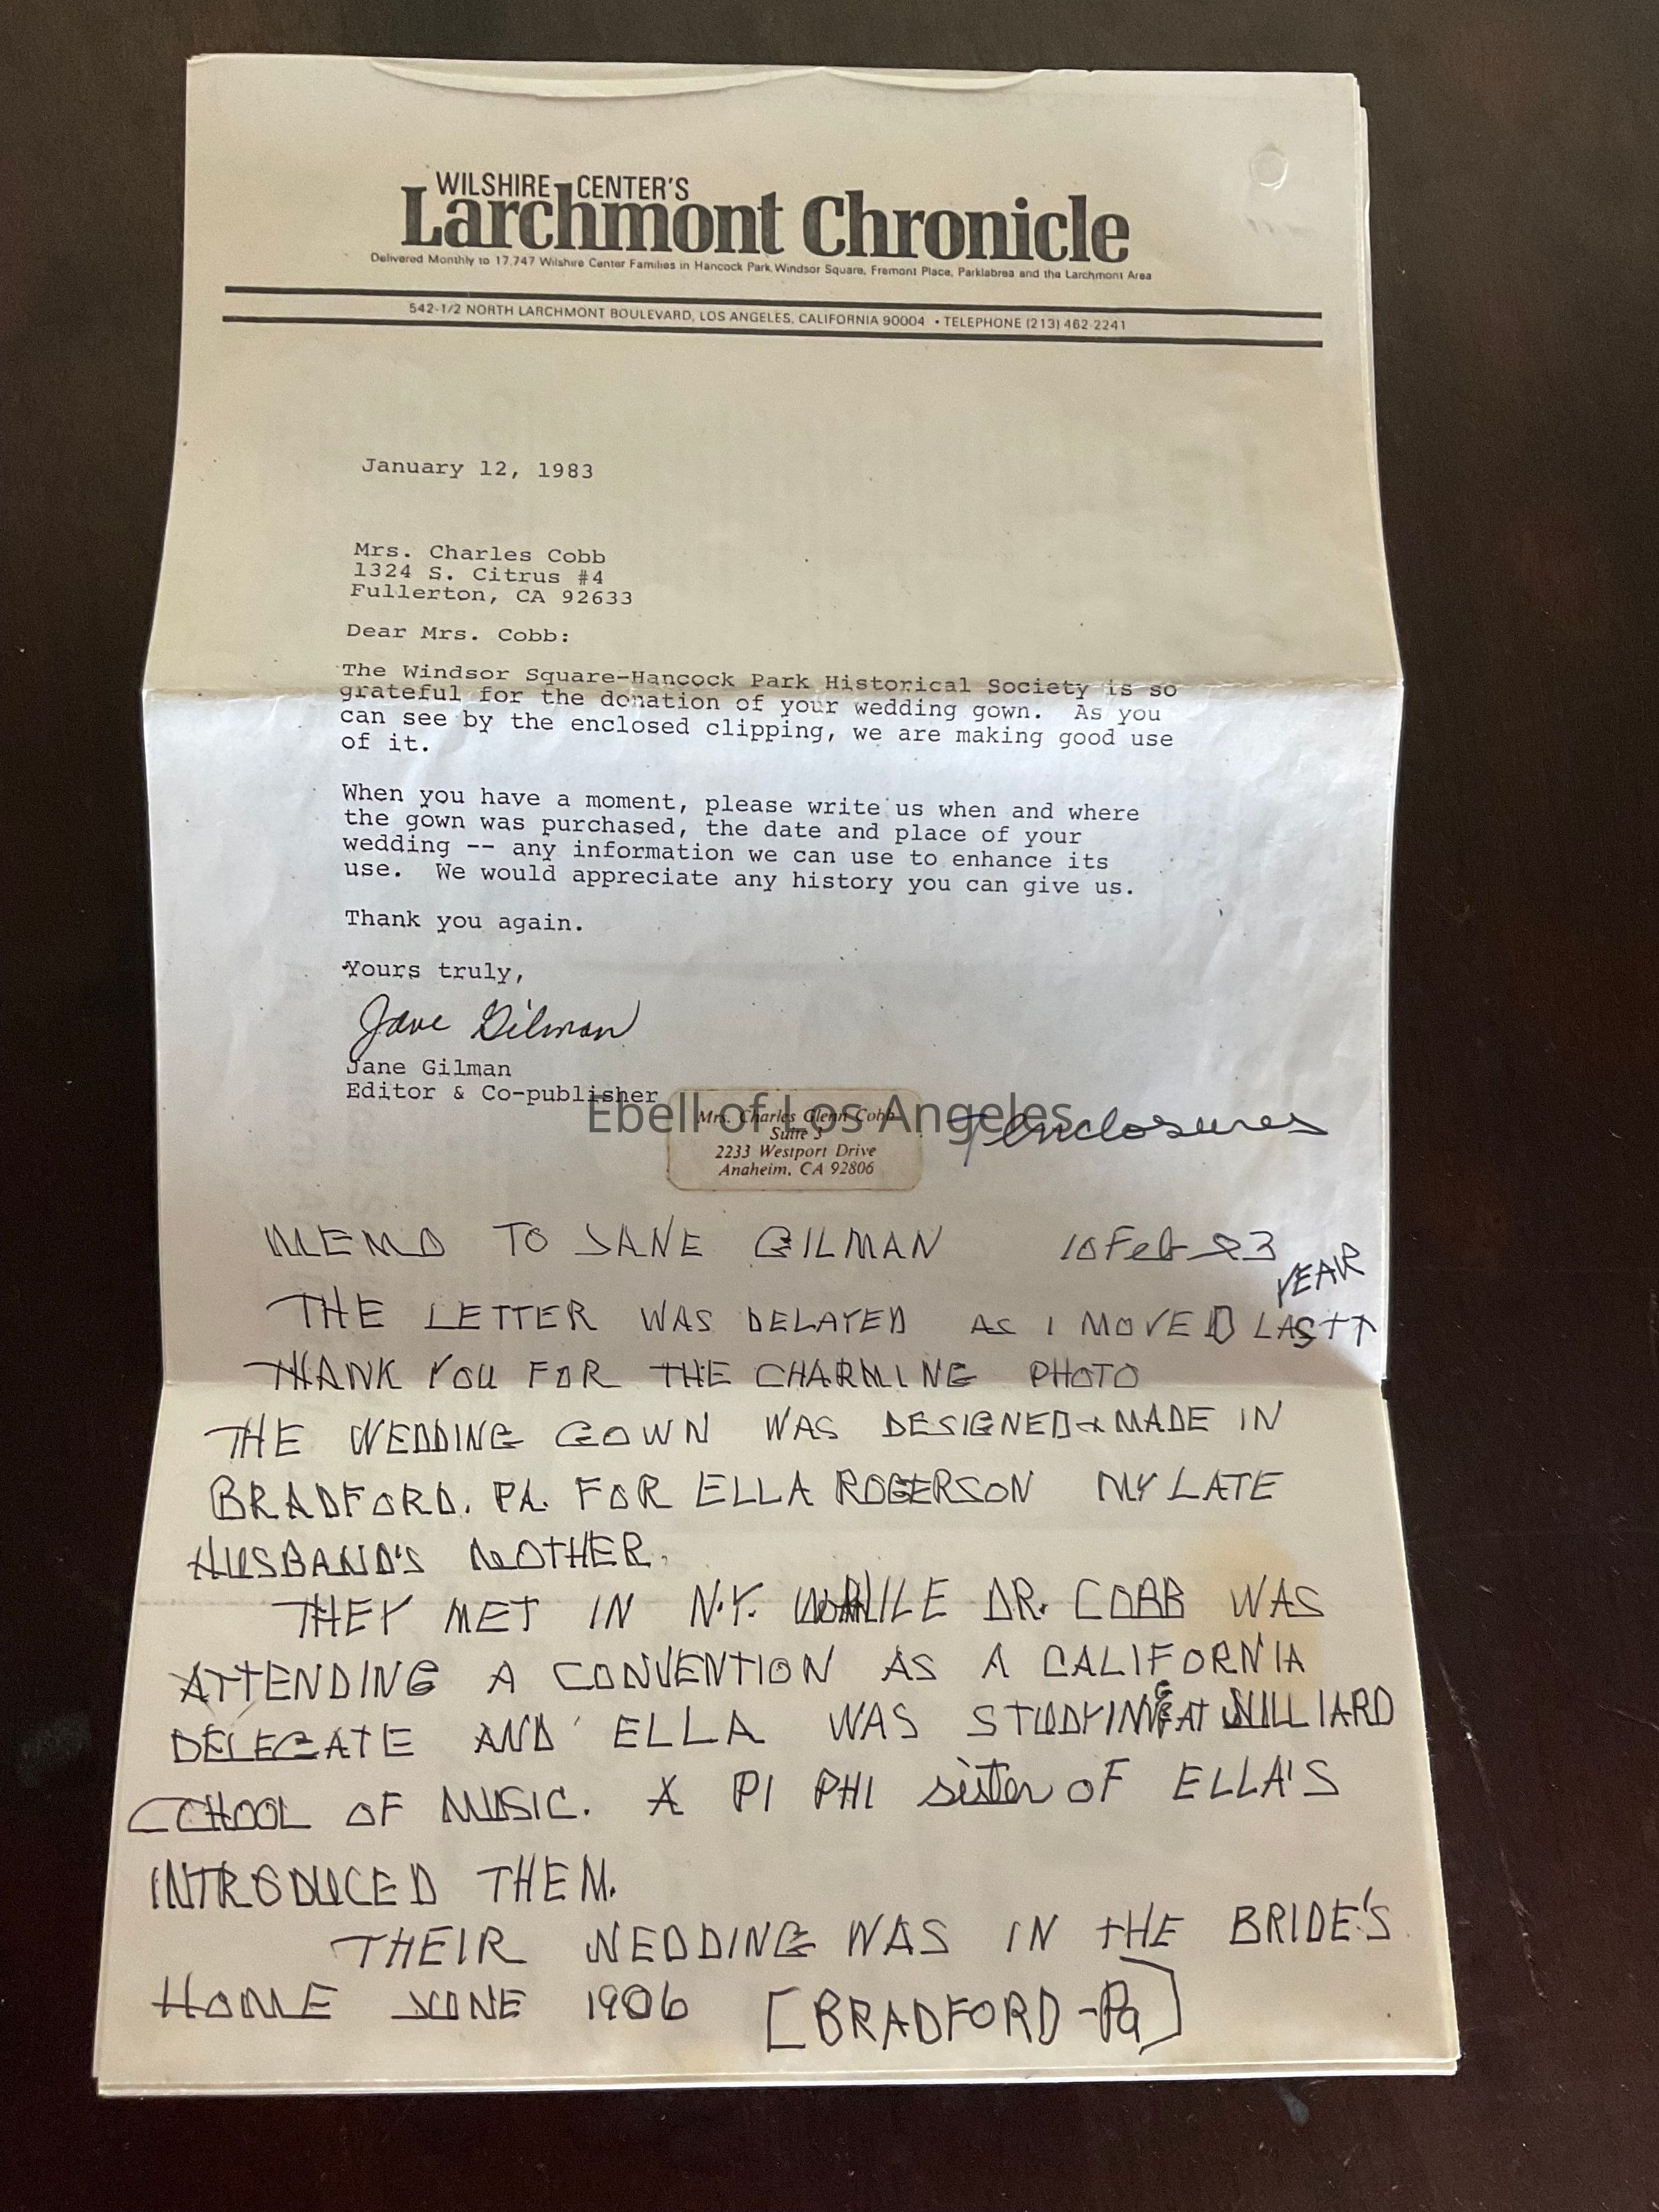 WILSHIRE CENTER'S
Larchmont Chronicle
Delivered Monthly to 17,747 Wilshire Center Families in Hancock Park, Windsor Square, Fremont Place, Parklabrea and the Larchmont Area
542-1/2 NORTH LARCHMONT BOULEVARD, LOS ANGELES, CALIFORNIA 90004 • TELEPHONE (213) 462-2241
January 12, 1983
Mrs. Charles Cobb
1324 S. Citrus #4
Fullerton, CA 92633
Dear Mrs. Cobb:
The Windsor Square-Hancock Park Historical Society is so
grateful for the donation of your wedding gown. As you
can see by the enclosed clipping, we are making good use
of it.
When you have a moment, please write us when and where
the gown was purchased, the date and place of your
wedding -- any information we can use to enhance its
use. We would appreciate any history you can give us.
Thank you again.
Yours truly,
Jane Gilman
Jane Gilman
Editor & Co-publisher
Ebell of Los Angeles
Mrs. Charles Glenn Cobb
Suite 3
2233 Westport Drive
Anaheim, CA 92806
enclosures
MEMO TO JANE GILMAN 10 Feb 83
THE LETTER WAS DELAYED AS I MOVED LAST YEAR
THANK YOU FOR THE CHARMING PHOTO
THE WEDDING GOWN WAS DESIGNED & MADE IN
BRADFORD, PA. FOR ELLA ROGERSON MY LATE
HUSBAND'S MOTHER.
THEY MET IN N.Y. WHILE DR. COBB WAS
ATTENDING A CONVENTION AS A CALIFORNIA
DELEGATE AND ELLA WAS STUDYING AT JUILLIARD
SCHOOL OF MUSIC. A PI PHI sister OF ELLA'S
INTRODUCED THEM.
THEIR WEDDING WAS IN THE BRIDE'S
HOME JUNE 1906 [BRADFORD - Pa]